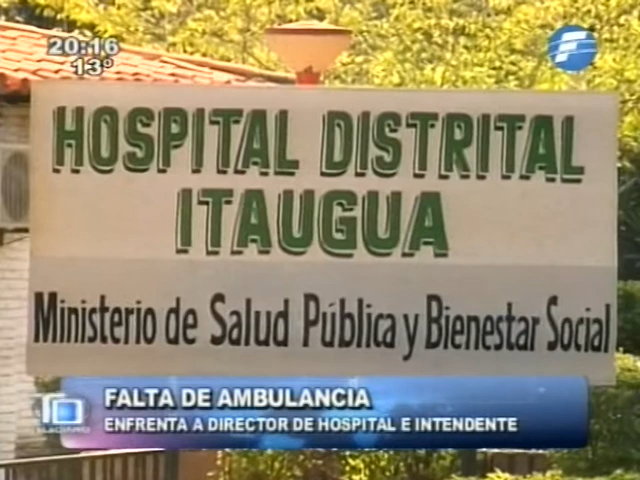 20:16
13°
HOSPITAL DISTRITAL
ITAUGUA
Ministerio de Salud Pública y Bienestar Social
FALTA DE AMBULANCIA
ENFRENTA A DIRECTOR DE HOSPITAL E INTENDENTE